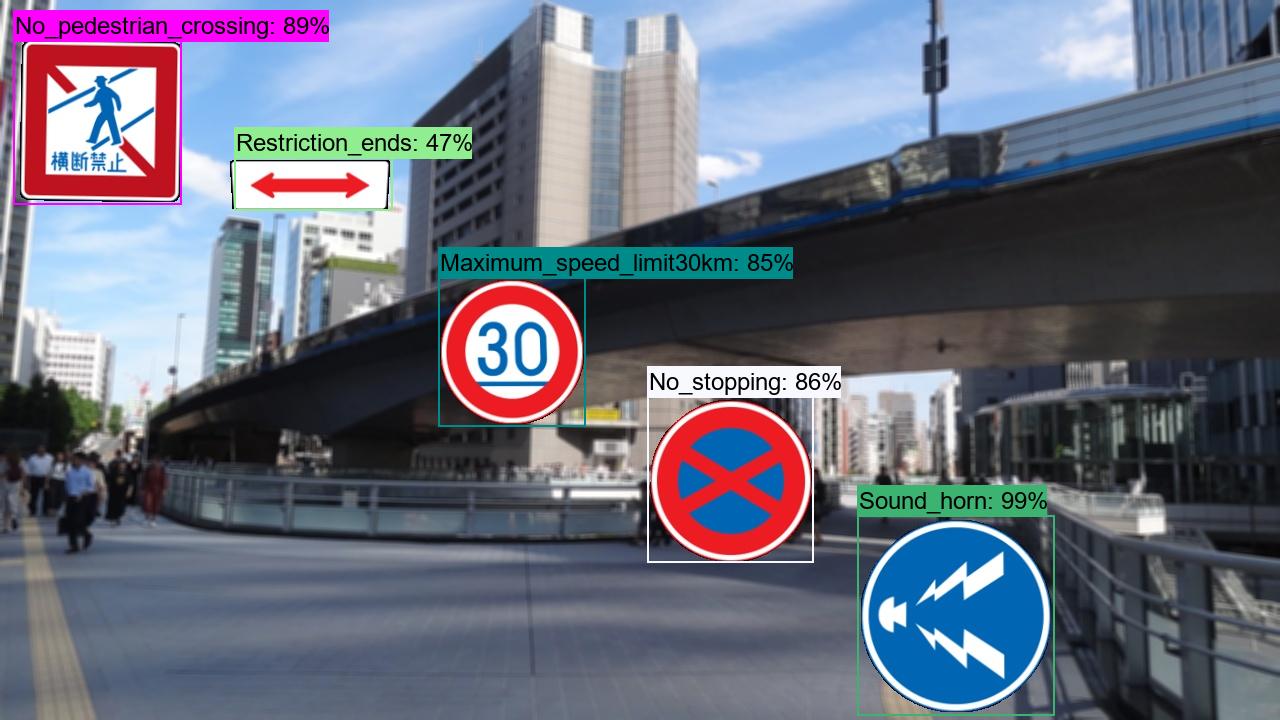 No_pedestrian_crossing: 89%
横断禁止
Restriction_ends: 47%
Maximum_speed_limit30km: 85%
30
No_stopping: 86%
Sound_horn: 99%